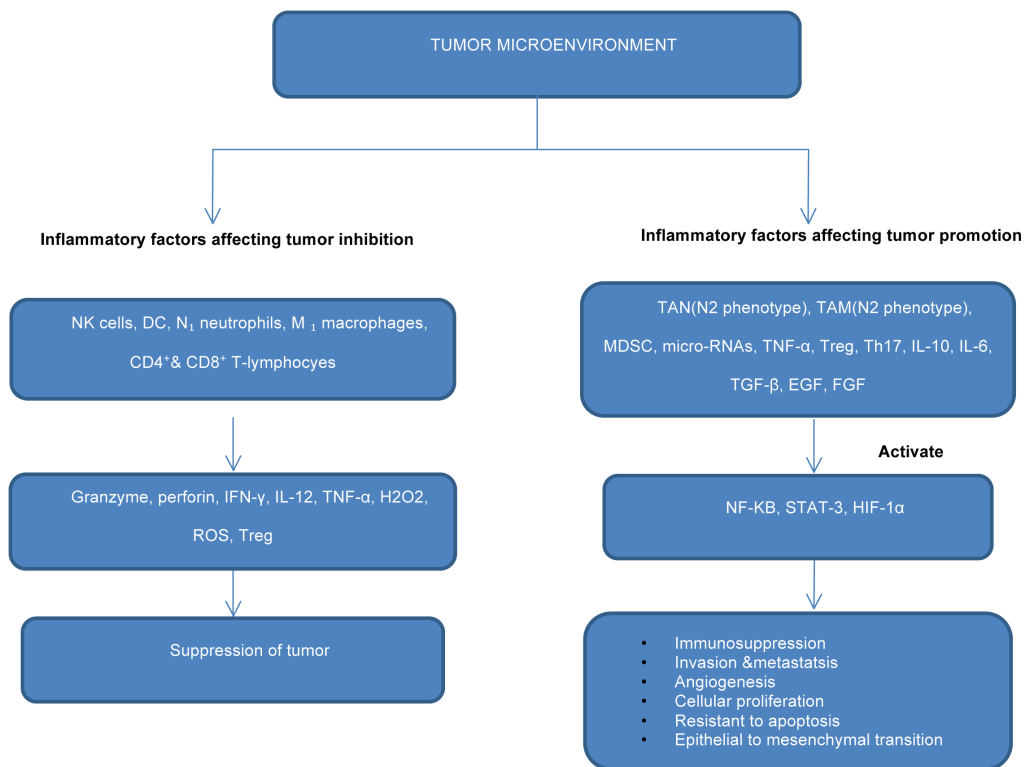 TUMOR MICROENVIRONMENT
Inflammatory factors affecting tumor inhibition
NK cells, DC, N₁ neutrophils, M ₁ macrophages,
CD4⁺& CD8⁺ T-lymphocyes
Granzyme, perforin, IFN-γ, IL-12, TNF-α, H2O2,
ROS, Treg
Suppression of tumor
Inflammatory factors affecting tumor promotion
TAN(N2 phenotype), TAM(N2 phenotype),
MDSC, micro-RNAs, TNF-α, Treg, Th17, IL-10, IL-6,
TGF-β, EGF, FGF
Activate
NF-KB, STAT-3, HIF-1α
• Immunosuppression
• Invasion &metastatsis
• Angiogenesis
• Cellular proliferation
• Resistant to apoptosis
• Epithelial to mesenchymal transition